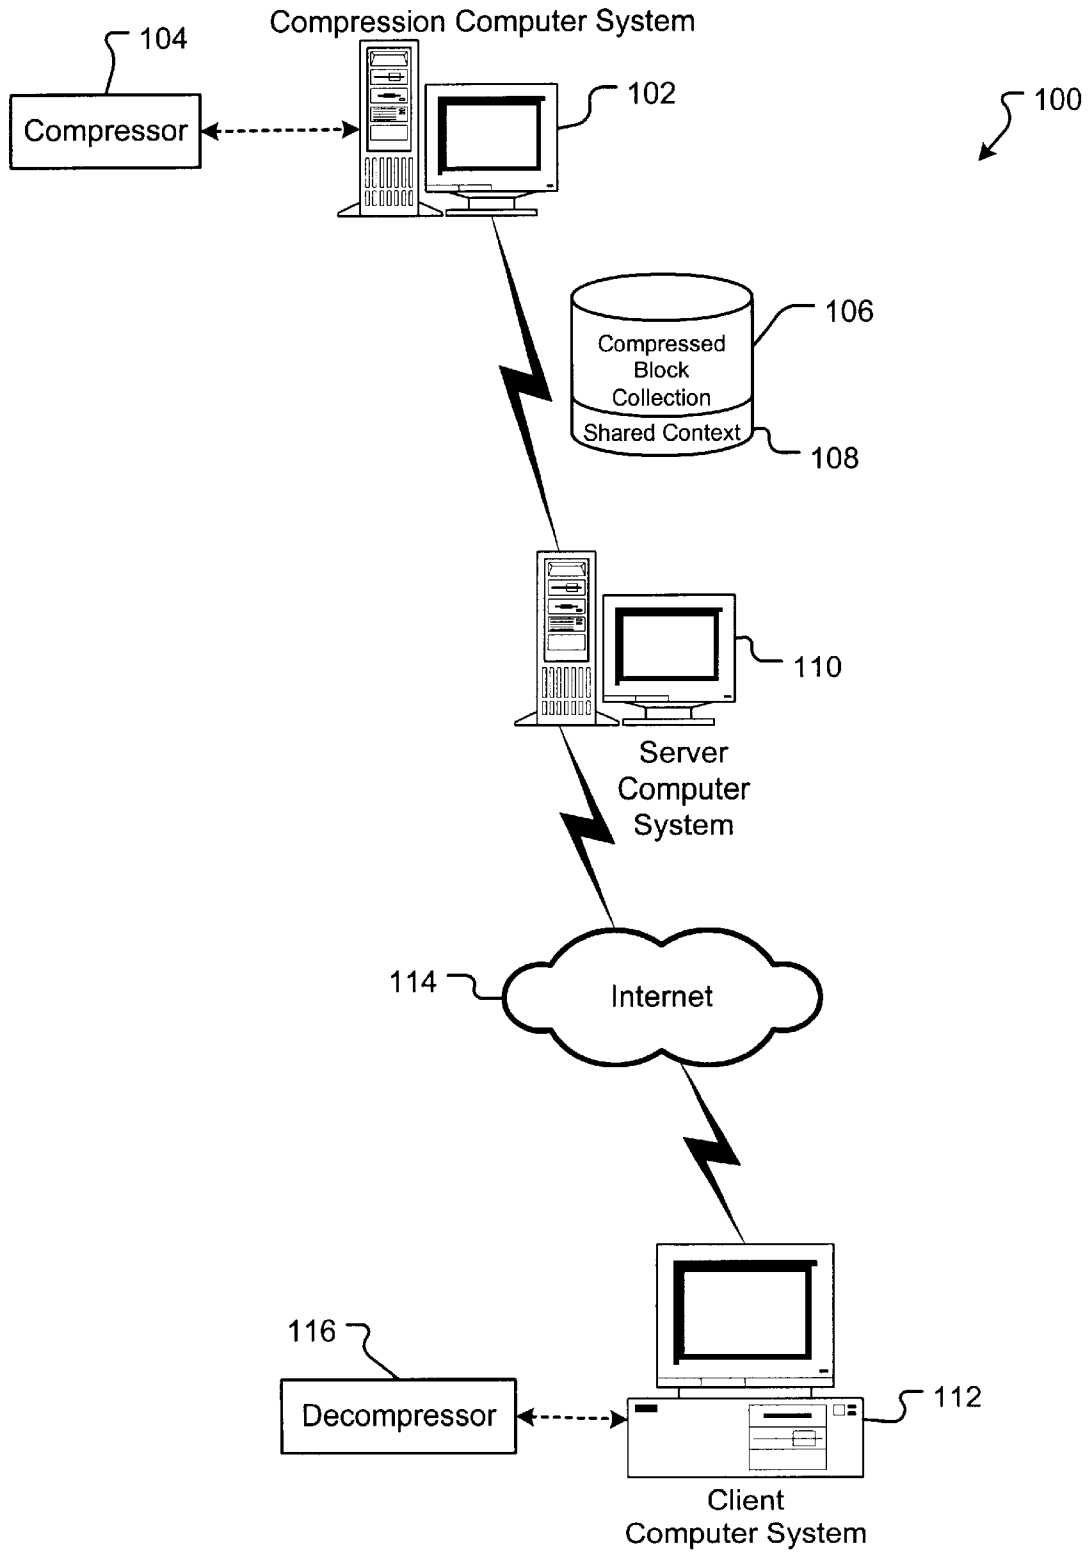 Compression Computer System
104
102
100
Compressor
106
Compressed
Block
Collection
Shared Context
108
110
Server
Computer
System
114
Internet
116
112
Decompressor
Client
Computer System